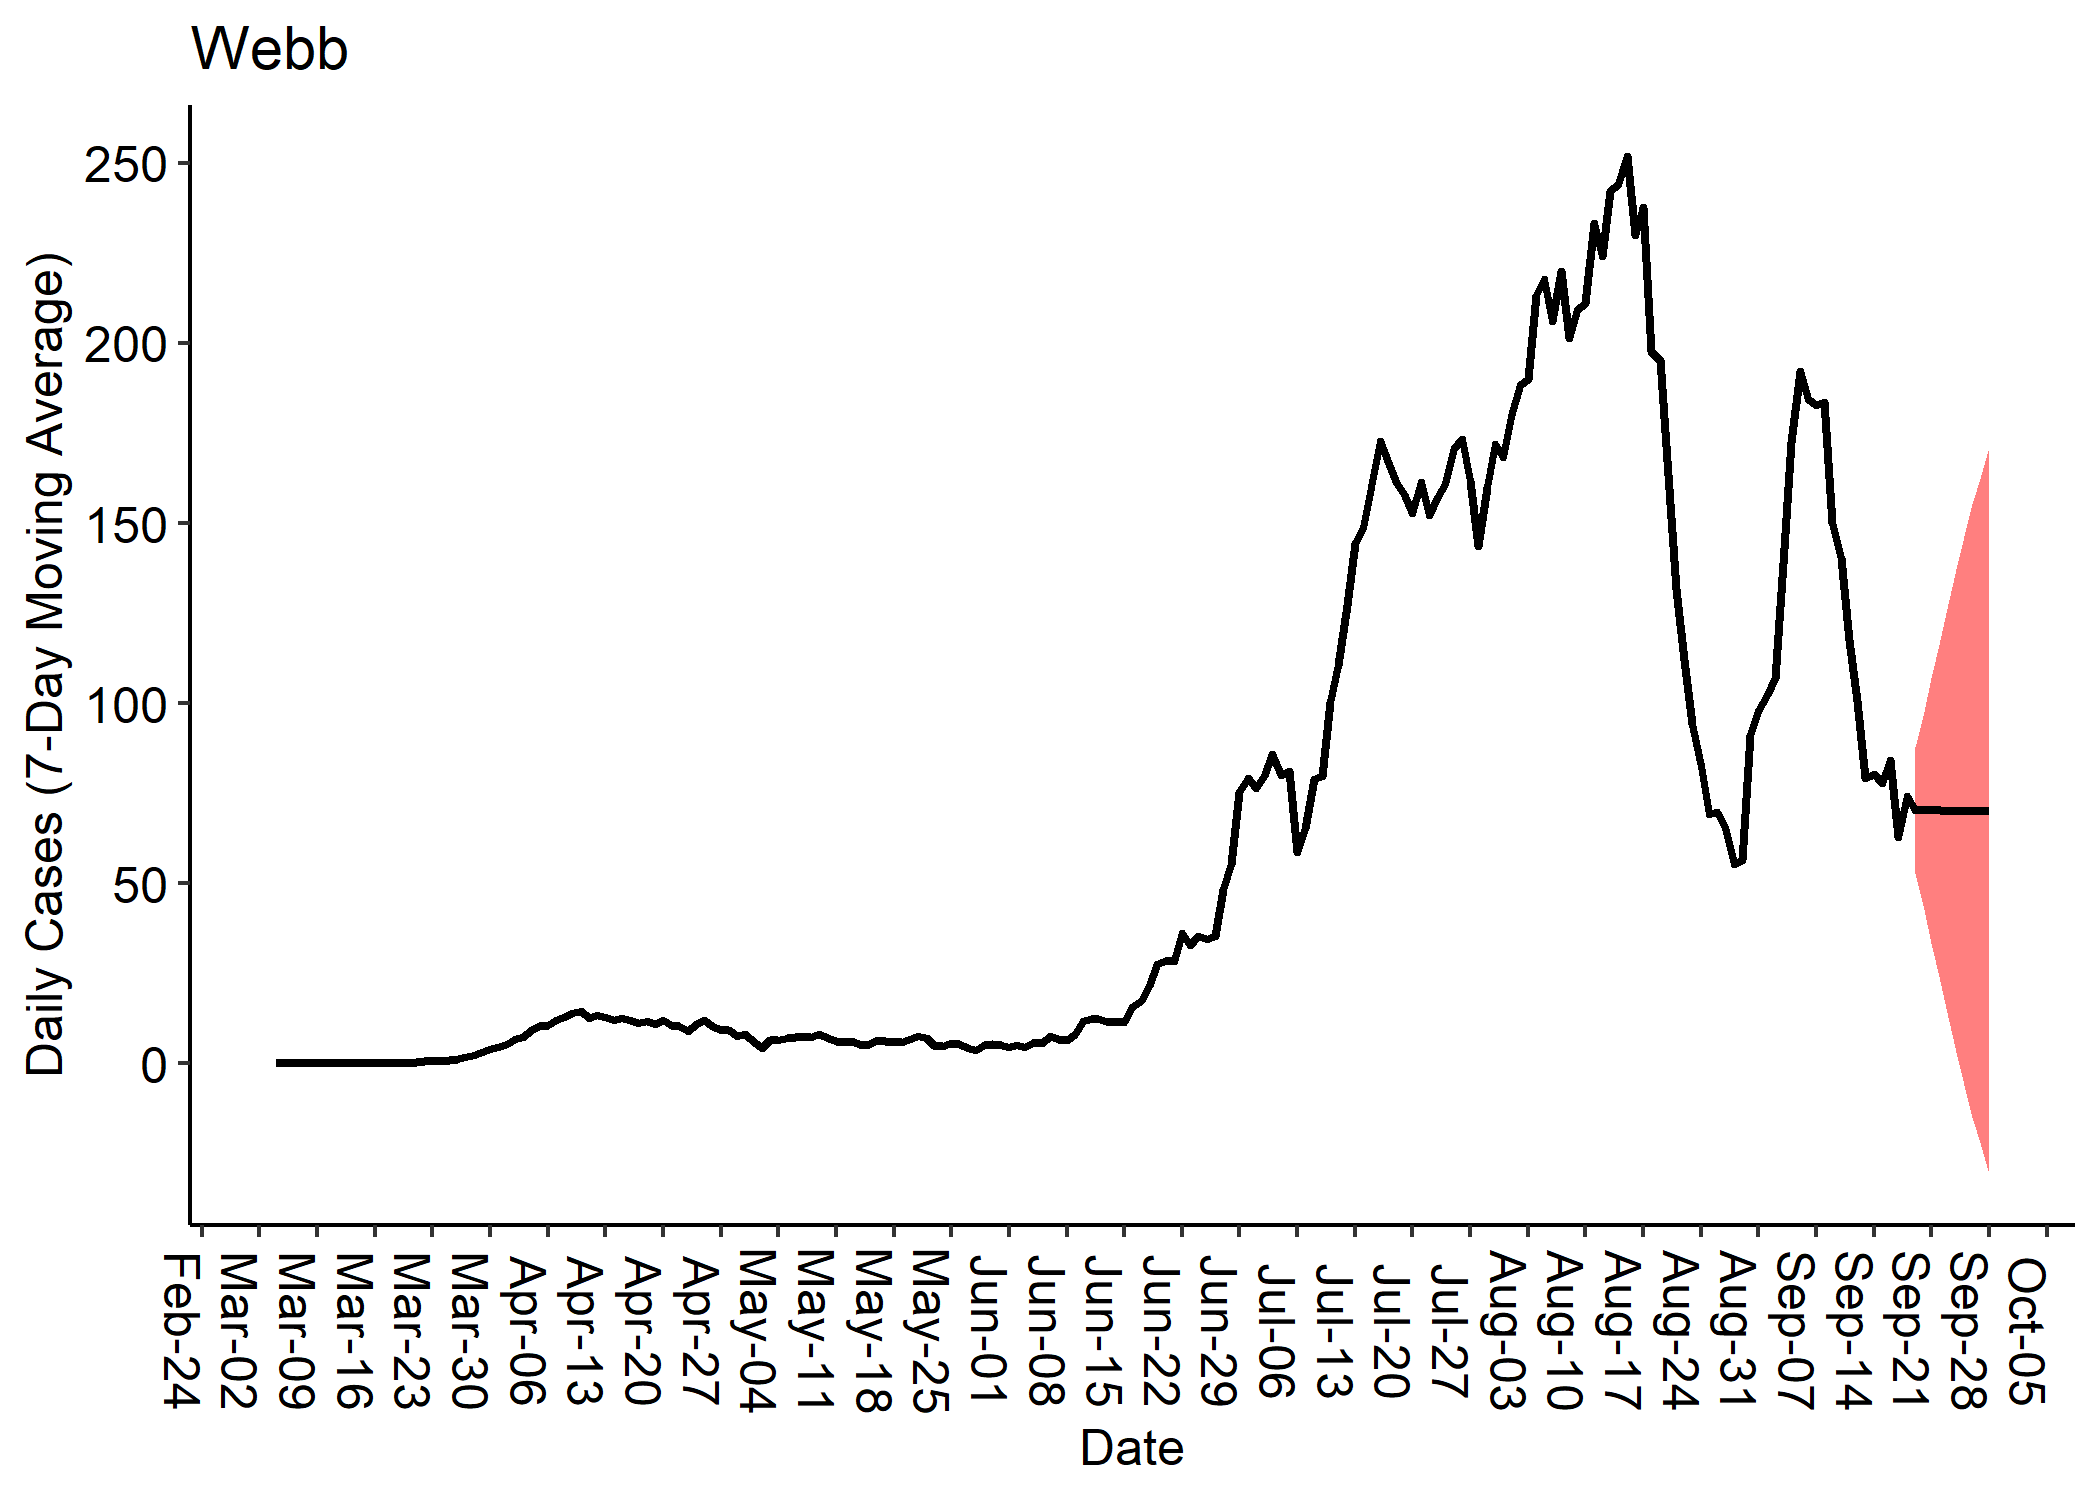 Webb
Daily Cases (7-Day Moving Average)
250
200
150
100
50
0
Feb-24
Mar-02
Mar-09
Mar-16
Mar-23
Mar-30
Apr-06
Apr-13
Apr-20
Apr-27
May-04
May-11
May-18
May-25
Jun-01
Jun-08
Jun-15
Jun-22
Jun-29
Jul-06
Jul-13
Jul-20
Jul-27
Aug-03
Aug-10
Aug-17
Aug-24
Aug-31
Sep-07
Sep-14
Sep-21
Sep-28
Oct-05
Date